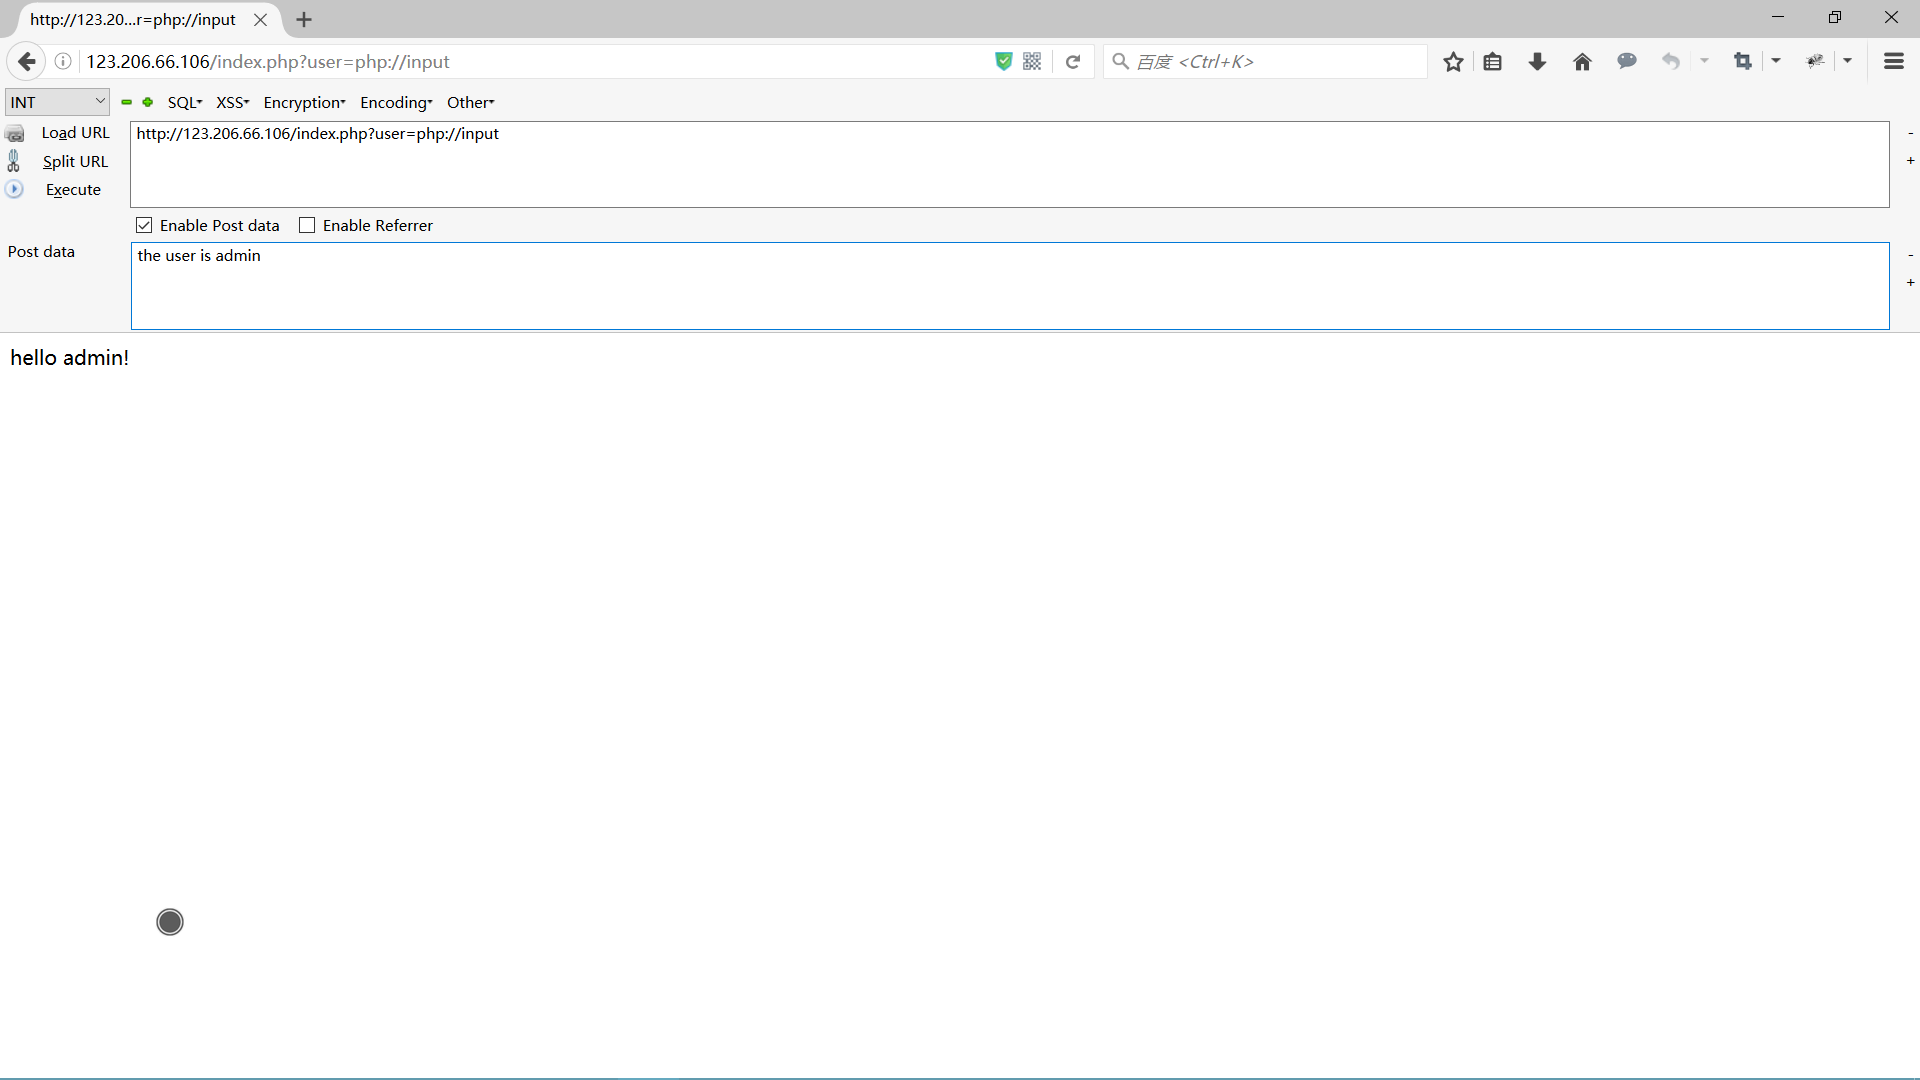 http://123.20...r=php://input
123.206.66.106/index.php?user=php://input
百度 <Ctrl+K>
INT
SQL XSS Encryption Encoding Other
Load URL
http://123.206.66.106/index.php?user=php://input
-
Split URL
+
Execute
Enable Post data Enable Referrer
Post data
the user is admin
-
+
hello admin!